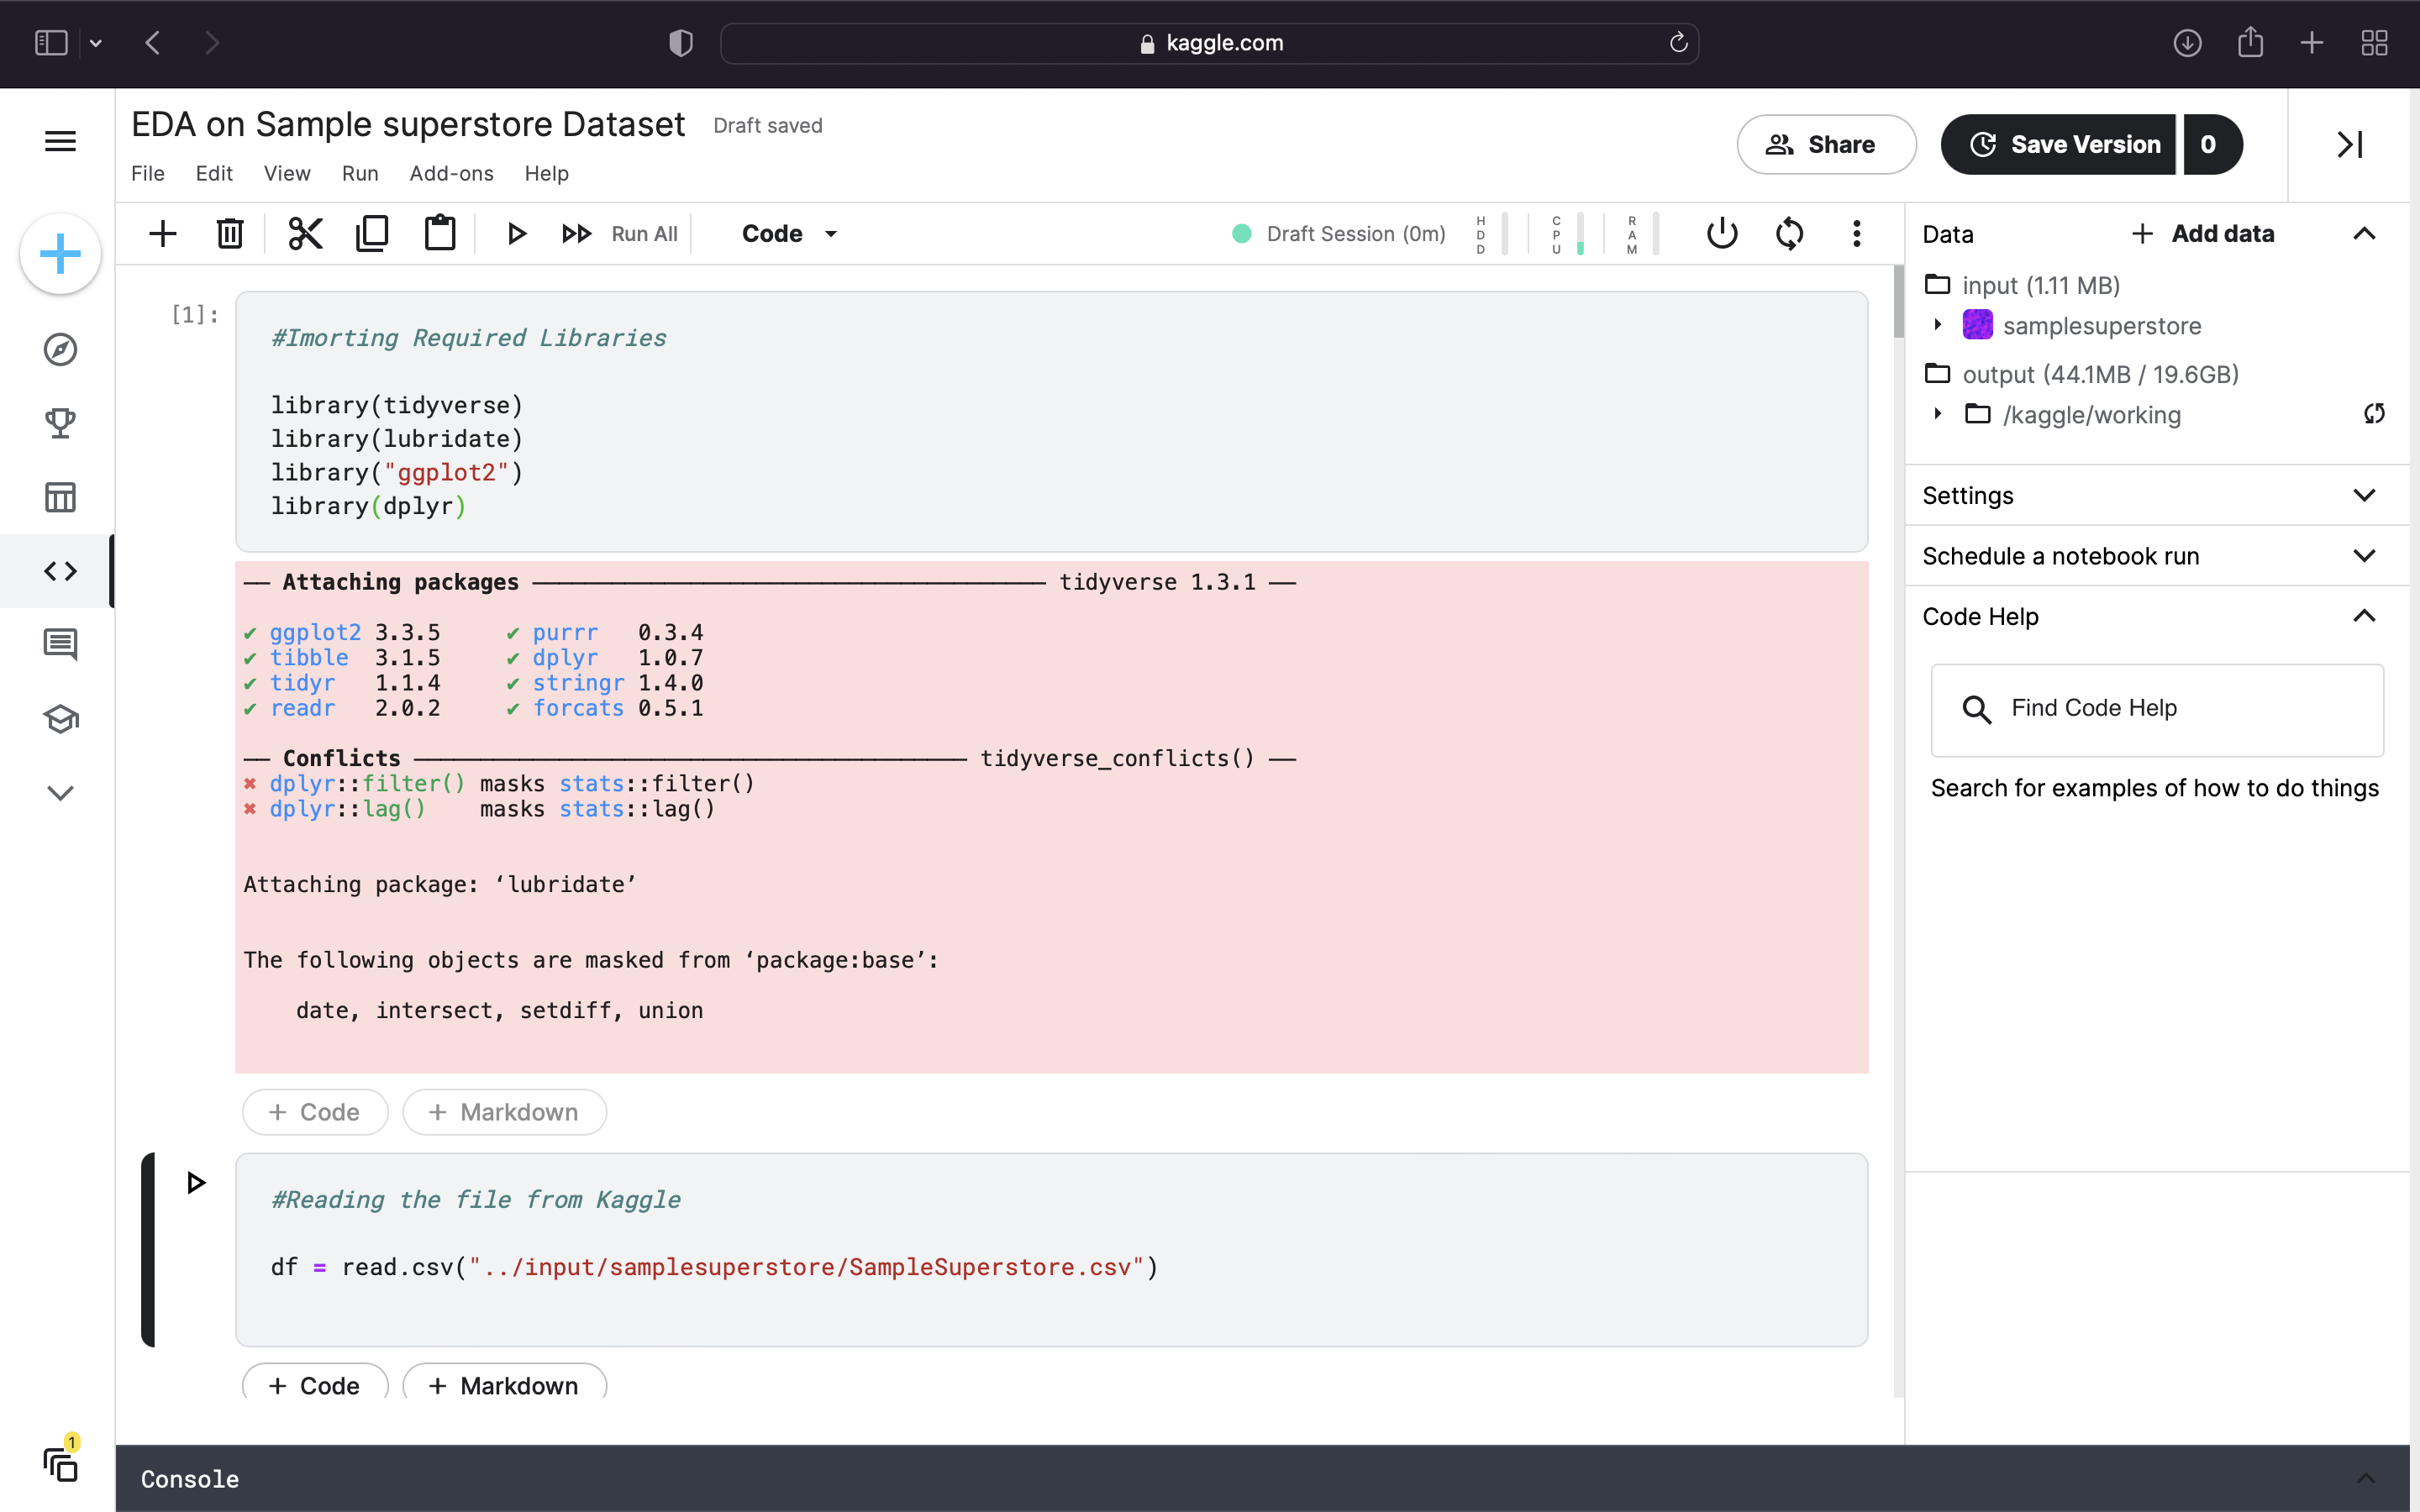 kaggle.com
EDA on Sample superstore Dataset Draft saved
File Edit View Run Add-ons Help
Share
Save Version 0
Run All Code
Draft Session (0m)
HDD
CPU
RAM
[1]:
#Imorting Required Libraries
library(tidyverse)
library(lubridate)
library("ggplot2")
library(dplyr)
── Attaching packages ─────────────────────────────────────── tidyverse 1.3.1 ──
✔ ggplot2 3.3.5     ✔ purrr   0.3.4
✔ tibble  3.1.5     ✔ dplyr   1.0.7
✔ tidyr   1.1.4     ✔ stringr 1.4.0
✔ readr   2.0.2     ✔ forcats 0.5.1
── Conflicts ────────────────────────────────────────── tidyverse_conflicts() ──
✖ dplyr::filter() masks stats::filter()
✖ dplyr::lag()    masks stats::lag()
Attaching package: ‘lubridate’
The following objects are masked from ‘package:base’:
date, intersect, setdiff, union
+ Code + Markdown
#Reading the file from Kaggle
df = read.csv("../input/samplesuperstore/SampleSuperstore.csv")
+ Code + Markdown
Data + Add data
input (1.11 MB)
samplesuperstore
output (44.1MB / 19.6GB)
/kaggle/working
Settings
Schedule a notebook run
Code Help
Find Code Help
Search for examples of how to do things
1
Console